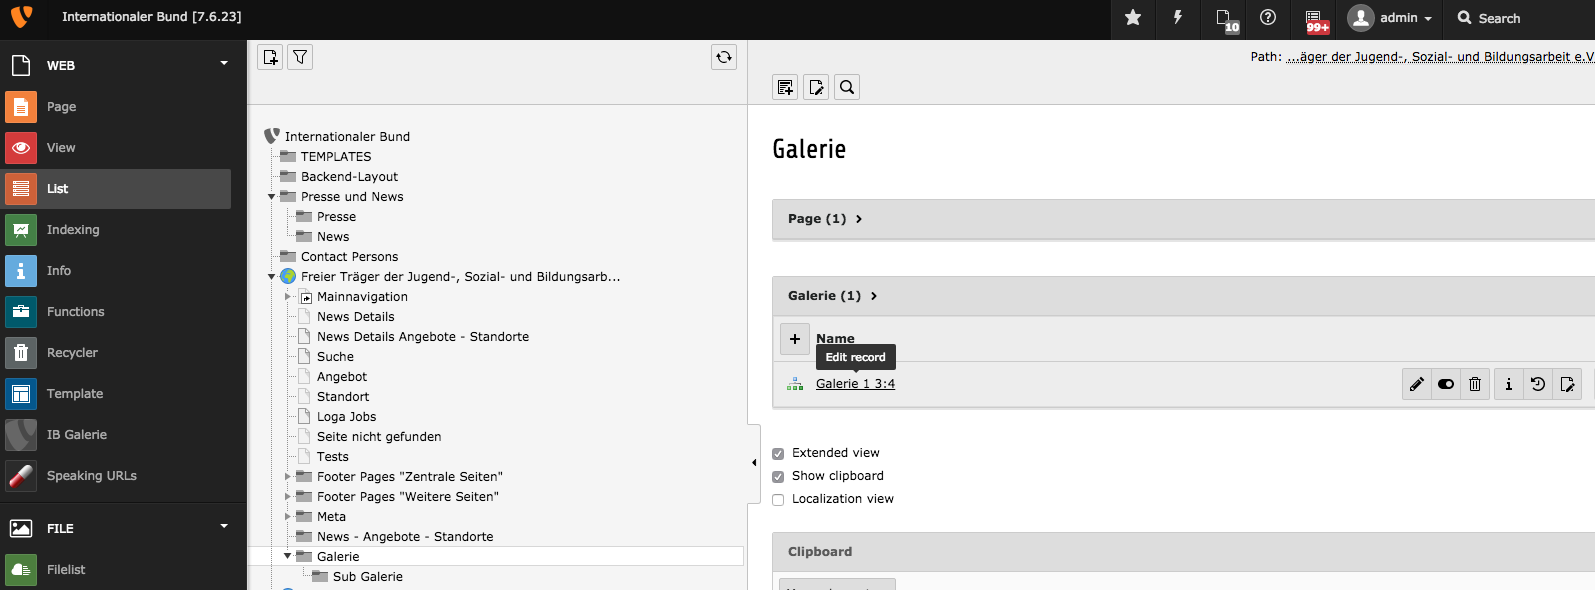 Internationaler Bund [7.6.23]
10
99+
admin
Search
WEB
Page
View
List
Indexing
Info
Functions
Recycler
Template
IB Galerie
Speaking URLs
FILE
Filelist
Internationaler Bund
TEMPLATES
Backend-Layout
Presse und News
Presse
News
Contact Persons
Freier Träger der Jugend-, Sozial- und Bildungsarb...
Mainnavigation
News Details
News Details Angebote - Standorte
Suche
Angebot
Standort
Loga Jobs
Seite nicht gefunden
Tests
Footer Pages "Zentrale Seiten"
Footer Pages "Weitere Seiten"
Meta
News - Angebote - Standorte
Galerie
Sub Galerie
Path: ...äger der Jugend-, Sozial- und Bildungsarbeit e.V
Galerie
Page (1)
Galerie (1)
Name
Edit record
Galerie 1 3:4
Extended view
Show clipboard
Localization view
Clipboard